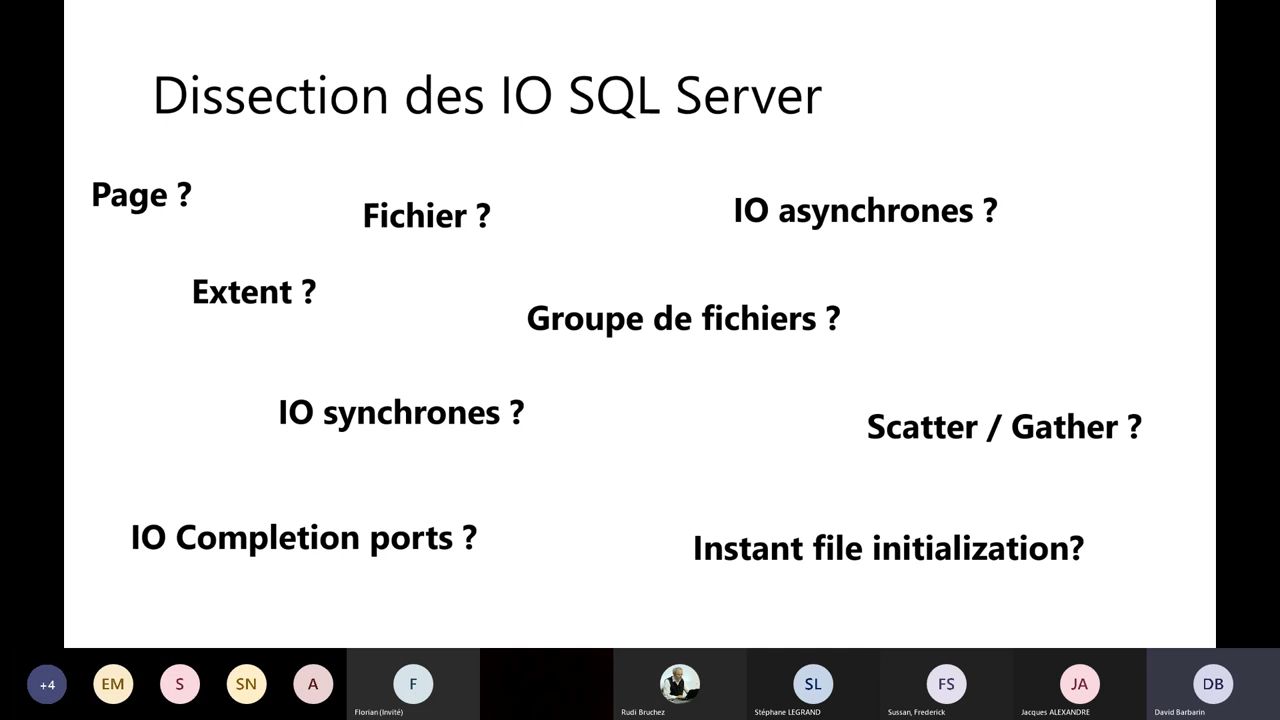 Dissection des IO SQL Server
Page ?
Fichier ?
IO asynchrones ?
Extent ?
Groupe de fichiers ?
IO synchrones ?
Scatter / Gather ?
IO Completion ports ?
Instant file initialization?
+4
EM
S
SN
A
F
SL
FS
JA
DB
Florian (Invité)
Rudi Bruchez
Stéphane LEGRAND
Sussan, Frederick
Jacques ALEXANDRE
David Barbarin